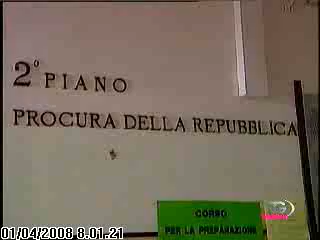 2° PIANO
PROCURA DELLA REPUBBLICA
CORSO
PER LA PREPARAZIONE
01/04/2008 8.01.21